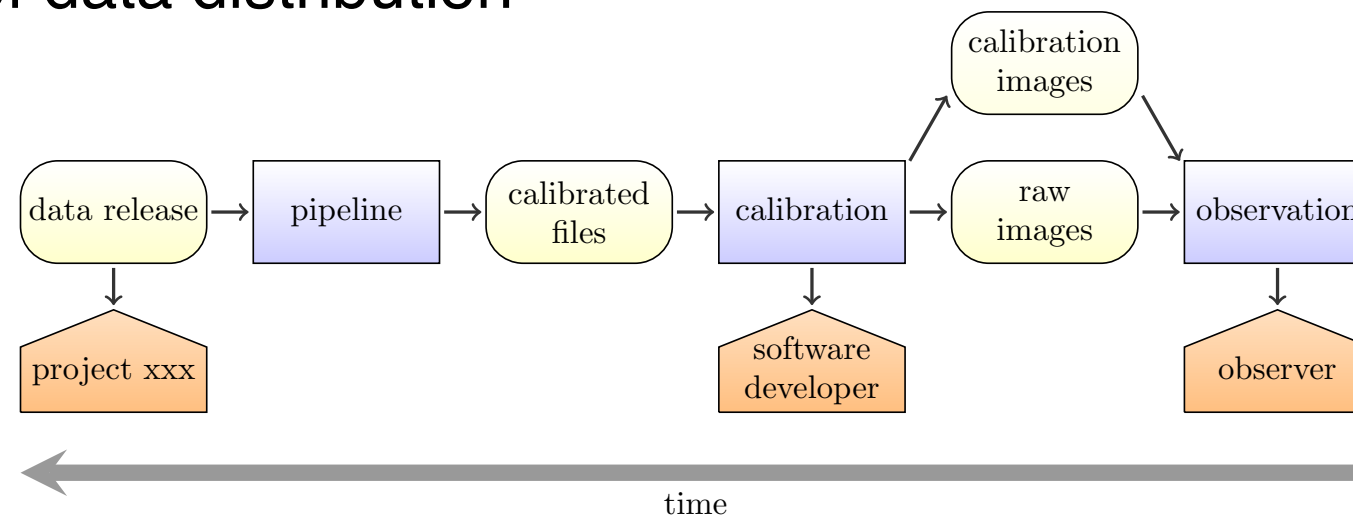 data distribution
calibration
images
data release
pipeline
calibrated
files
calibration
raw
images
observation
project xxx
software
developer
observer
time